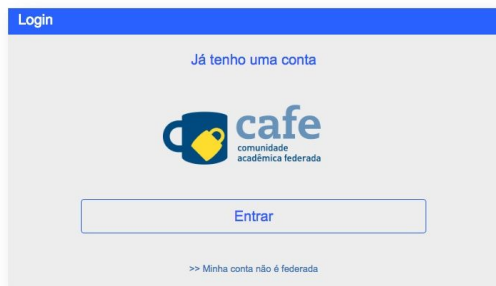 Login
Já tenho uma conta
cafe
comunidade
acadêmica federada
Entrar
>> Minha conta não é federada